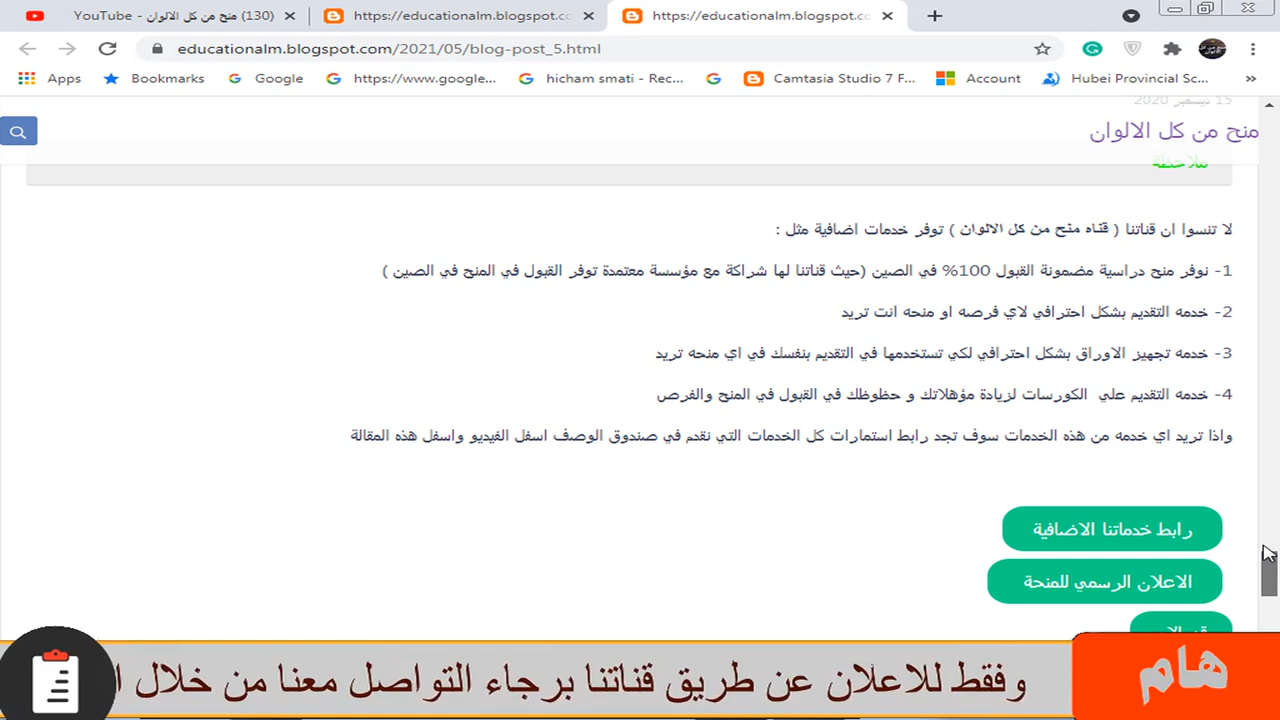 (130) منح من كل الالوان - YouTube
https://educationalm.blogspot.co
https://educationalm.blogspot.co
educationalm.blogspot.com/2021/05/blog-post_5.html
Apps
Bookmarks
Google
https://www.google...
hicham smati - Rec...
Camtasia Studio 7 F...
Account
Hubei Provincial Sc...
15 ديسمبر 2020
منح من كل الالوان
ملاحظة
لا تنسوا ان قناتنا ( قناه منح من كل الالوان ) توفر خدمات اضافية مثل :
1- نوفر منح دراسية مضمونة القبول 100% في الصين (حيث قناتنا لها شراكة مع مؤسسة معتمدة توفر القبول في المنح في الصين )
2- خدمه التقديم بشكل احترافي لاي فرصه او منحه انت تريد
3- خدمه تجهيز الاوراق بشكل احترافي لكي تستخدمها في التقديم بنفسك في اي منحه تريد
4- خدمه التقديم علي الكورسات لزيادة مؤهلاتك و حظوظك في القبول في المنح والفرص
واذا تريد اي خدمه من هذه الخدمات سوف تجد رابط استمارات كل الخدمات التي نقدم في صندوق الوصف اسفل الفيديو واسفل هذه المقالة
رابط خدماتنا الاضافية
الاعلان الرسمي للمنحة
هام
وفقط للاعلان عن طريق قناتنا برجاء التواصل معنا من خلال